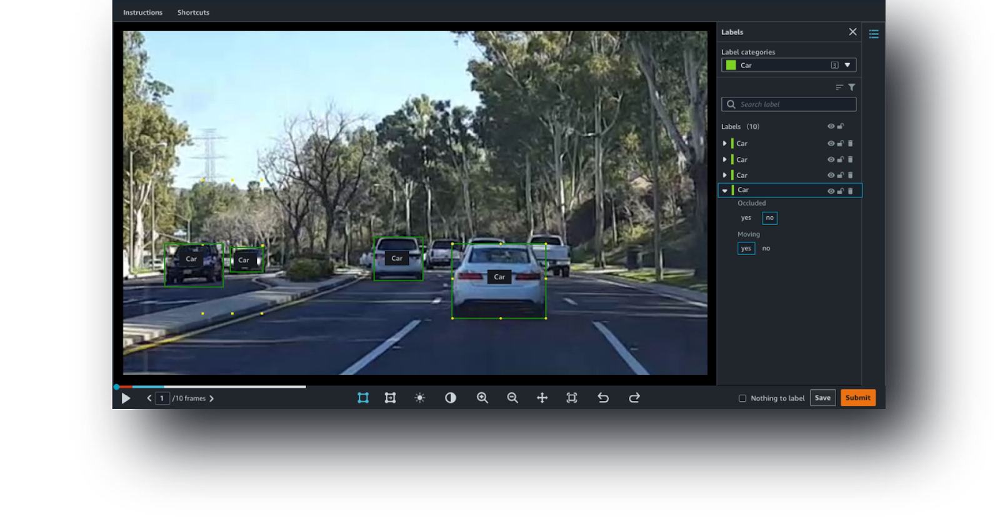 Instructions Shortcuts
Labels
Label categories
Car 3
Search label
Labels (10)
Car
Car
Car
Car
Occluded
yes no
Moving
yes no
Car
Car
Car
Car
1 /10 frames
Nothing to label Save Submit